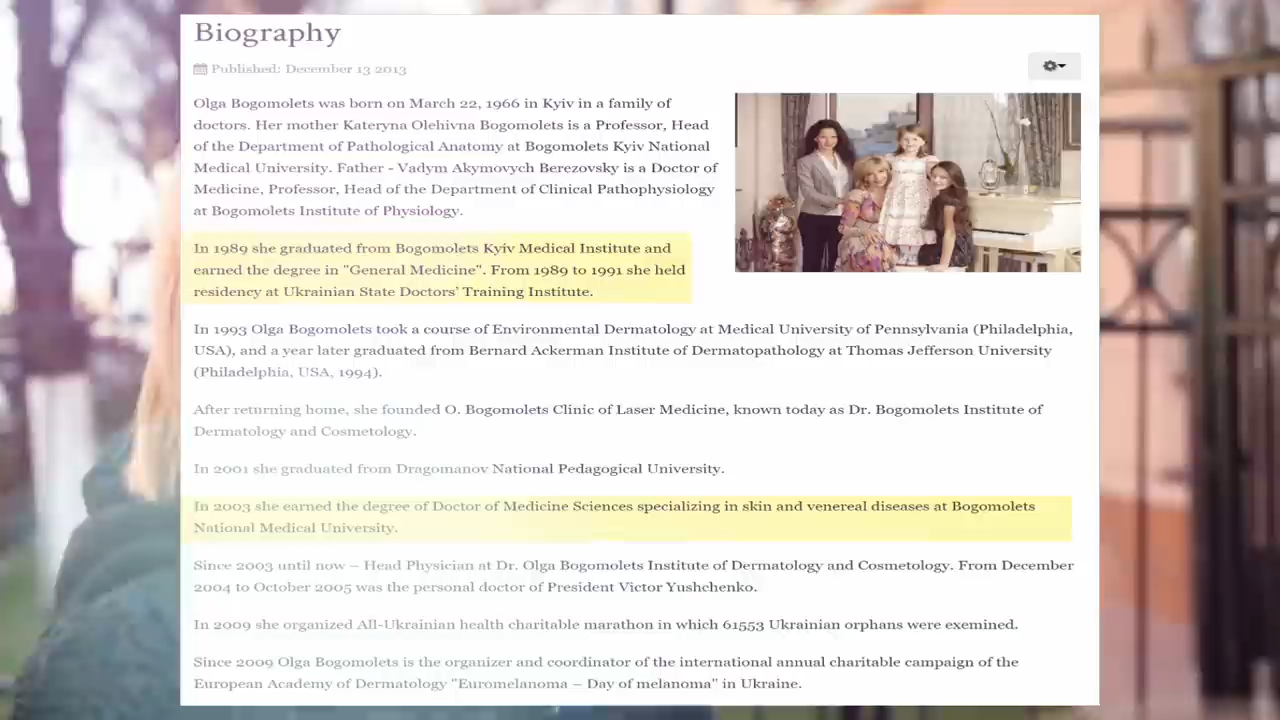 Biography
Published: December 13 2013
Olga Bogomolets was born on March 22, 1966 in Kyiv in a family of
doctors. Her mother Kateryna Olehivna Bogomolets is a Professor, Head
of the Department of Pathological Anatomy at Bogomolets Kyiv National
Medical University. Father - Vadym Akymovych Berezovsky is a Doctor of
Medicine, Professor, Head of the Department of Clinical Pathophysiology
at Bogomolets Institute of Physiology.
In 1989 she graduated from Bogomolets Kyiv Medical Institute and
earned the degree in "General Medicine". From 1989 to 1991 she held
residency at Ukrainian State Doctors' Training Institute.
In 1993 Olga Bogomolets took a course of Environmental Dermatology at Medical University of Pennsylvania (Philadelphia,
USA), and a year later graduated from Bernard Ackerman Institute of Dermatopathology at Thomas Jefferson University
(Philadelphia, USA, 1994).
After returning home, she founded O. Bogomolets Clinic of Laser Medicine, known today as Dr. Bogomolets Institute of
Dermatology and Cosmetology.
In 2001 she graduated from Dragomanov National Pedagogical University.
In 2003 she earned the degree of Doctor of Medicine Sciences specializing in skin and venereal diseases at Bogomolets
National Medical University.
Since 2003 until now – Head Physician at Dr. Olga Bogomolets Institute of Dermatology and Cosmetology. From December
2004 to October 2005 was the personal doctor of President Victor Yushchenko.
In 2009 she organized All-Ukrainian health charitable marathon in which 61553 Ukrainian orphans were exemined.
Since 2009 Olga Bogomolets is the organizer and coordinator of the international annual charitable campaign of the
European Academy of Dermatology "Euromelanoma – Day of melanoma" in Ukraine.